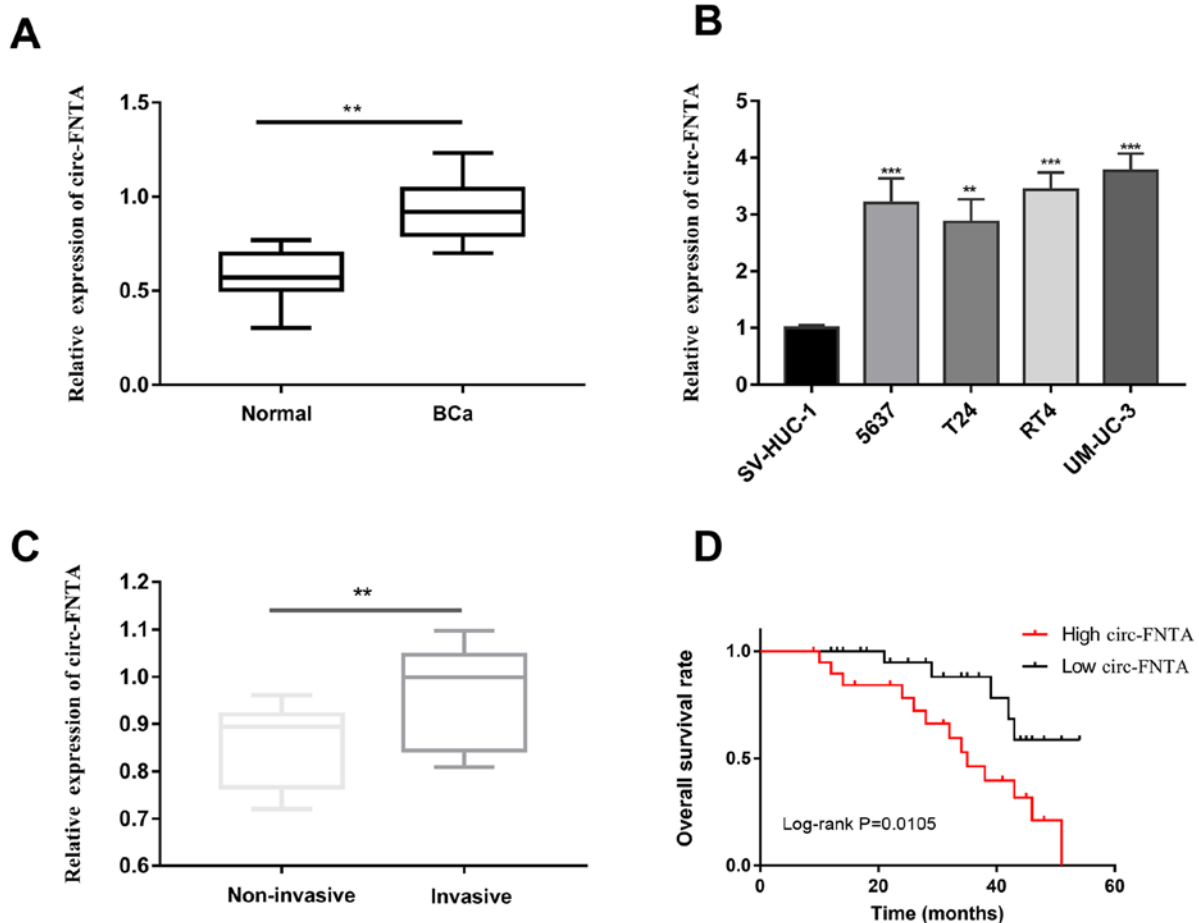 A
Relative expression of circ-FNTA
1.5
1.0
0.5
0.0
**
Normal
BCa
B
Relative expression of circ-FNTA
5
4
3
2
1
0
***
**
***
***
SV-HUC-1
5637
T24
RT4
UM-UC-3
C
Relative expression of circ-FNTA
1.2
1.1
1.0
0.9
0.8
0.7
0.6
**
Non-invasive
Invasive
D
Overall survival rate
1.0
0.5
0.0
High circ-FNTA
Low circ-FNTA
Log-rank P=0.0105
0
20
40
60
Time (months)